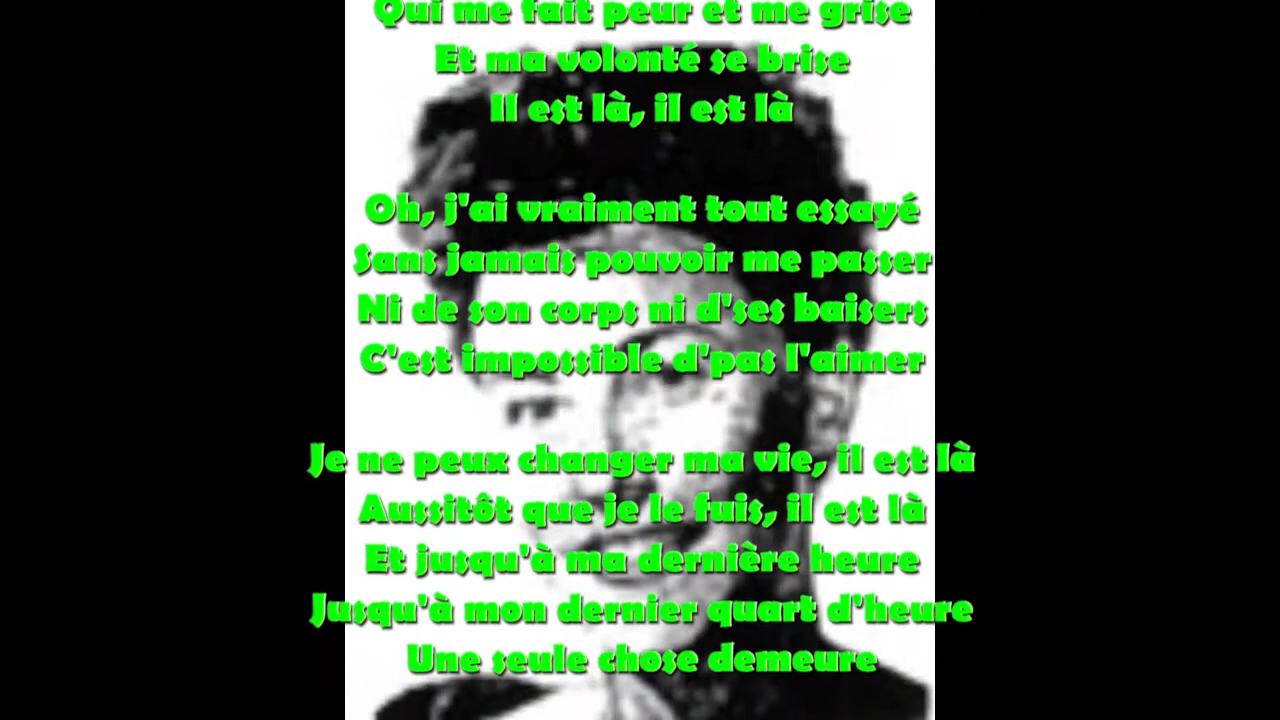 Qui me fait peur et me grise
Et ma volonté se brise
Il est là, il est là
Oh, j'ai vraiment tout essayé
Sans jamais pouvoir me passer
Ni de son corps ni d'ses baisers
C'est impossible d'pas l'aimer
Je ne peux changer ma vie, il est là
Aussitôt que je le fuis, il est là
Et jusqu'à ma dernière heure
Jusqu'à mon dernier quart d'heure
Une seule chose demeure